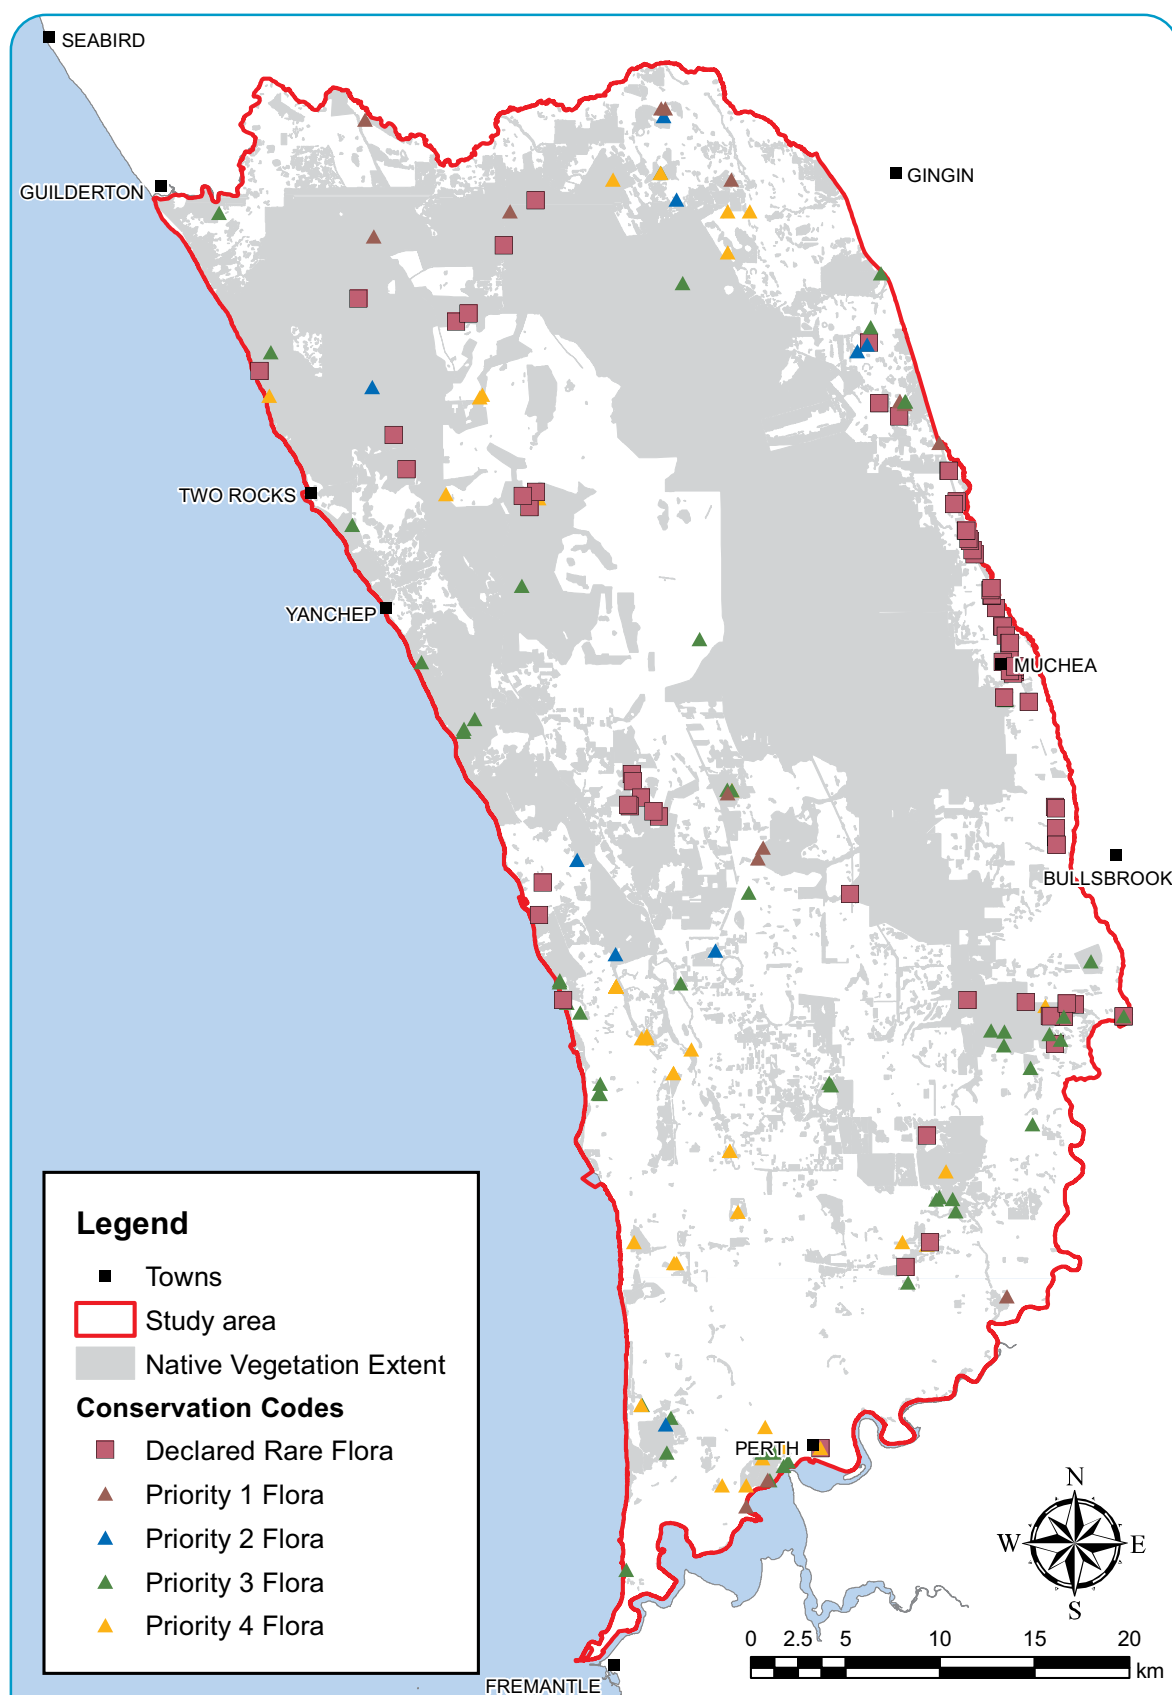 SEABIRD
GINGIN
GUILDERTON
TWO ROCKS
YANCHEP
MUCHEA
BULLSBROOK
Legend
Towns
Study area
Native Vegetation Extent
Conservation Codes
Declared Rare Flora
Priority 1 Flora
Priority 2 Flora
Priority 3 Flora
Priority 4 Flora
PERTH
N
W E
S
0 2.5 5 10 15 20
km
FREMANTLE